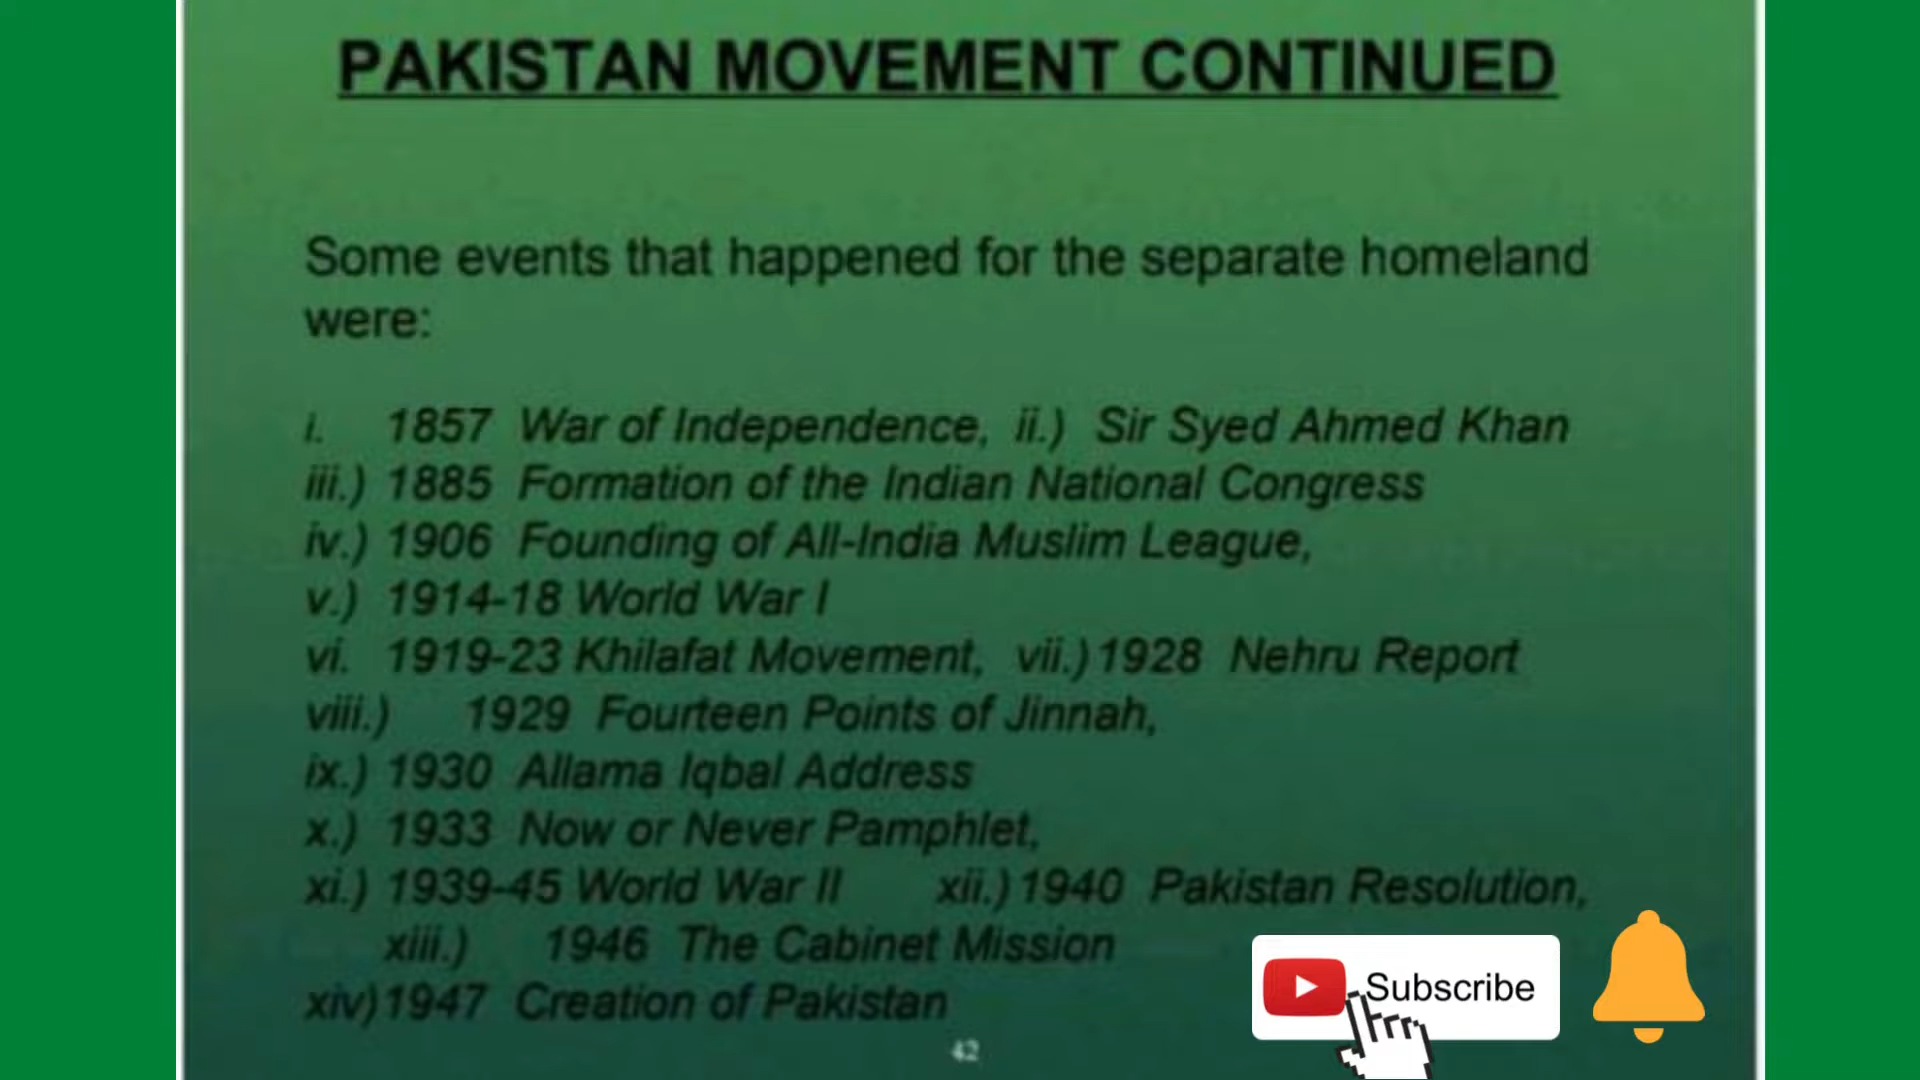 PAKISTAN MOVEMENT CONTINUED
Some events that happened for the separate homeland
were:
i. 1857 War of Independence, ii.) Sir Syed Ahmed Khan
iii.) 1885 Formation of the Indian National Congress
iv.) 1906 Founding of All-India Muslim League,
v.) 1914-18 World War I
vi. 1919-23 Khilafat Movement, vii.) 1928 Nehru Report
viii.) 1929 Fourteen Points of Jinnah,
ix.) 1930 Allama Iqbal Address
x.) 1933 Now or Never Pamphlet,
xi.) 1939-45 World War II xii.) 1940 Pakistan Resolution,
xiii.) 1946 The Cabinet Mission
xiv) 1947 Creation of Pakistan
Subscribe
42